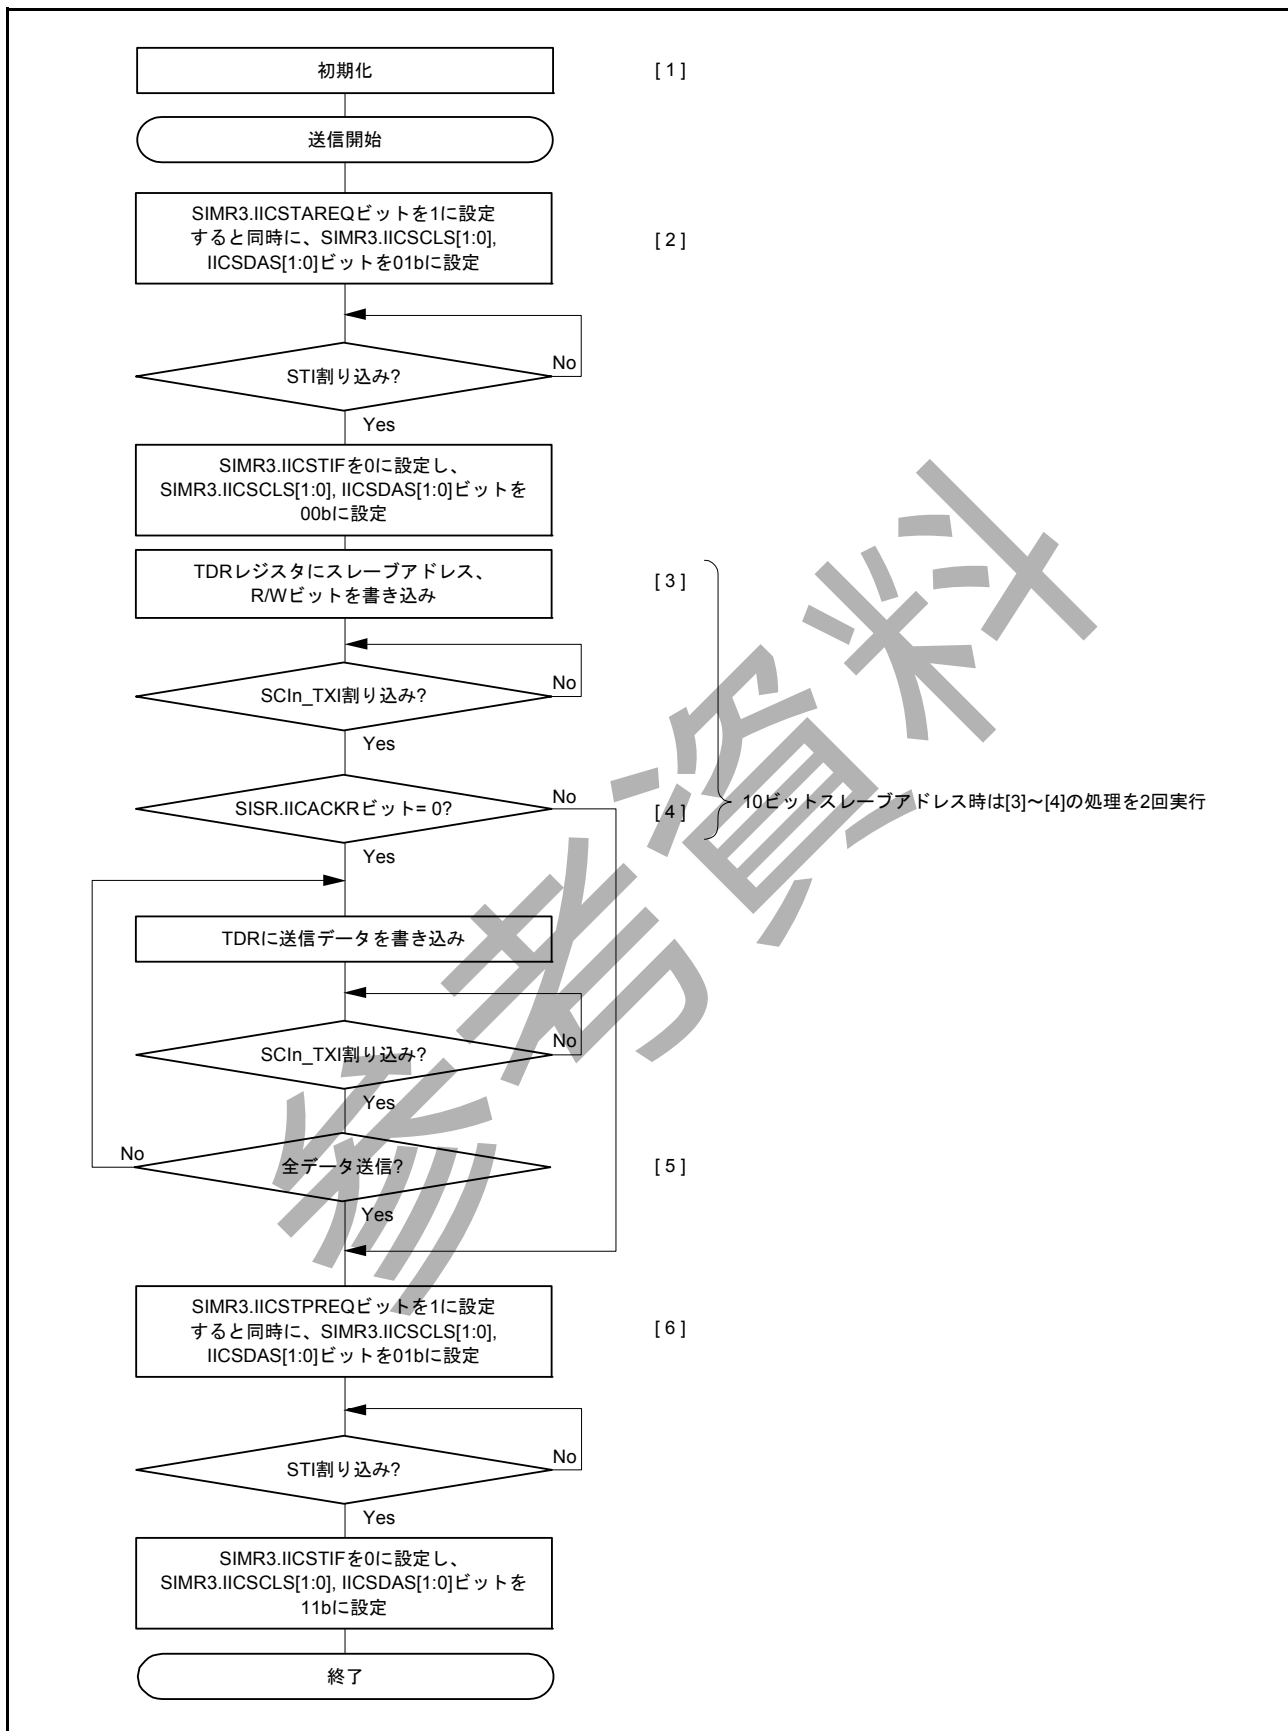 初期化
[ 1 ]
送信開始
SIMR3.IICSTAREQビットを1に設定
すると同時に、SIMR3.IICSCLS[1:0],
IICSDAS[1:0]ビットを01bに設定
[ 2 ]
STI割り込み?
No
Yes
SIMR3.IICSTIFを0に設定し、
SIMR3.IICSCLS[1:0], IICSDAS[1:0]ビットを
00bに設定
TDRレジスタにスレーブアドレス、
R/Wビットを書き込み
[ 3 ]
SCIn_TXI割り込み?
No
Yes
SISR.IICACKRビット= 0?
No
[ 4 ]
10ビットスレーブアドレス時は[3]～[4]の処理を2回実行
Yes
TDRに送信データを書き込み
SCIn_TXI割り込み?
No
Yes
No
全データ送信?
[ 5 ]
Yes
SIMR3.IICSTPREQビットを1に設定
すると同時に、SIMR3.IICSCLS[1:0],
IICSDAS[1:0]ビットを01bに設定
[ 6 ]
STI割り込み?
No
Yes
SIMR3.IICSTIFを0に設定し、
SIMR3.IICSCLS[1:0], IICSDAS[1:0]ビットを
11bに設定
終了
参考資料